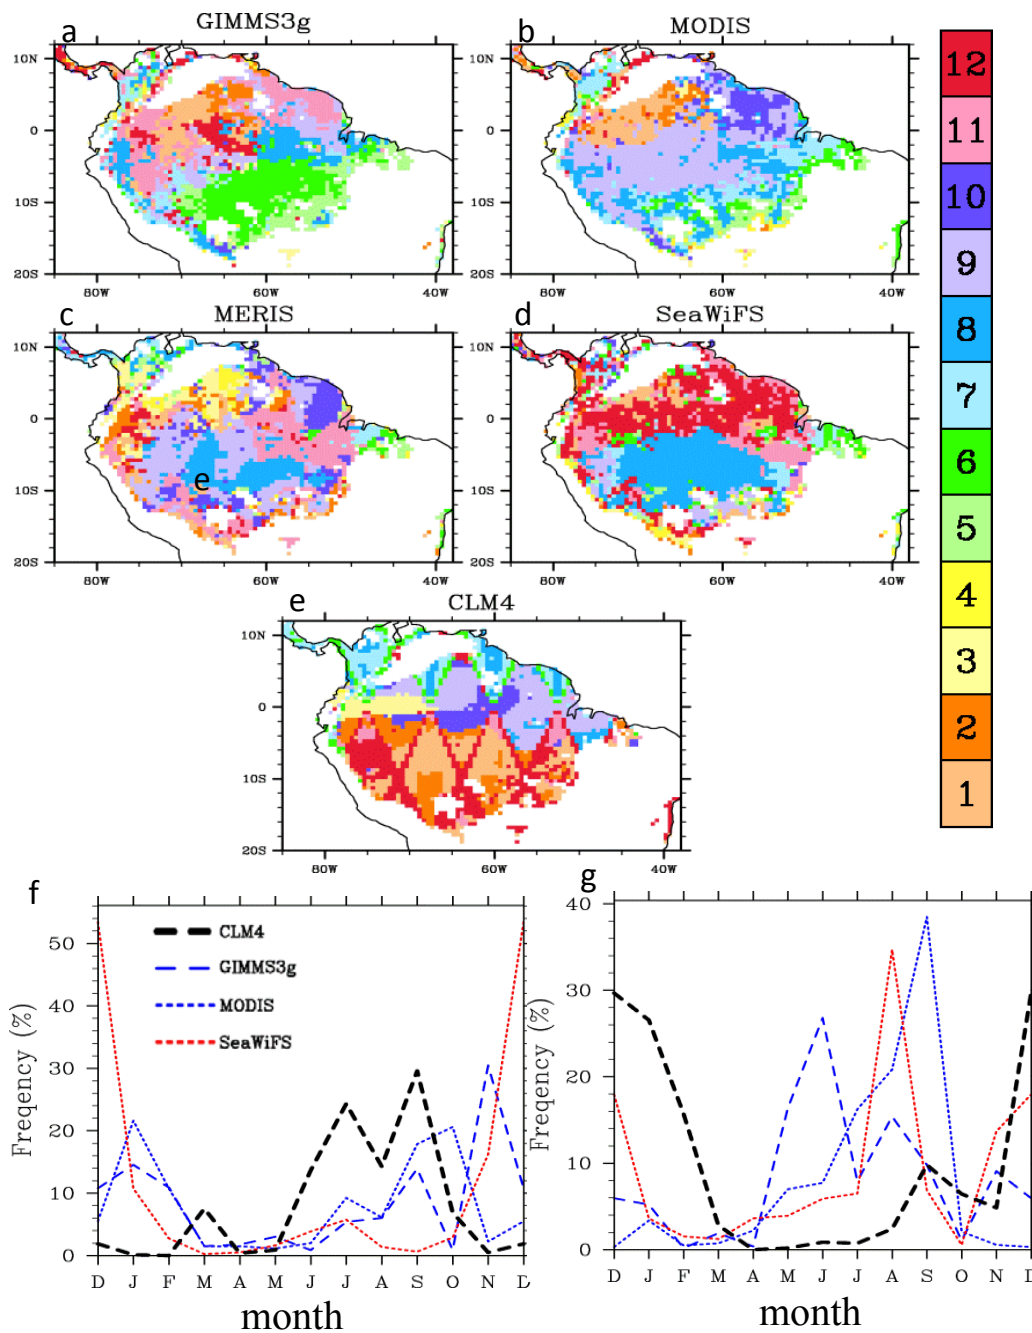 a GIMMS3g
b MODIS
10N
0
10S
20S
80W 60W 40W
10N
0
10S
20S
80W 60W 40W
c MERIS
d SeaWiFS
10N
0
10S
20S
e
80W 60W 40W
10N
0
10S
20S
80W 60W 40W
e CLM4
10N
0
10S
20S
80W 60W 40W
12
11
10
9
8
7
6
5
4
3
2
1
f
CLM4
GIMMS3g
MODIS
SeaWiFS
Freqency (%)
50
40
30
20
10
0
D J F M A M J J A S O N D
month
g
Freqency (%)
40
30
20
10
0
D J F M A M J J A S O N D
month